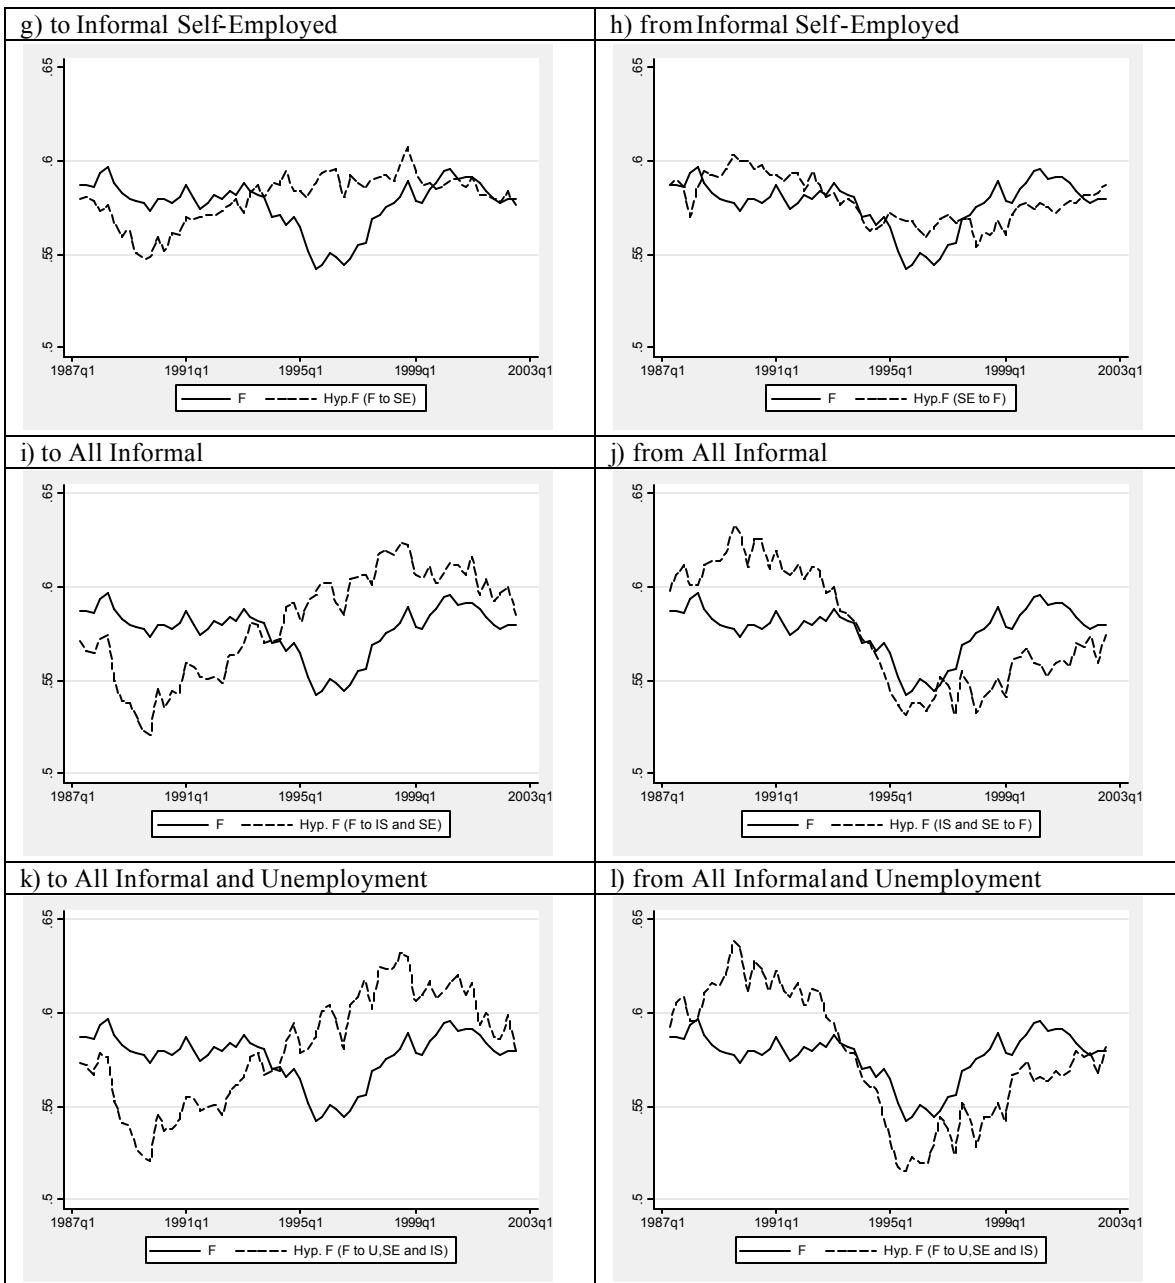 g) to Informal Self-Employed
h) from Informal Self-Employed
.65
.6
.55
.5
1987q1 1991q1 1995q1 1999q1 2003q1
F Hyp.F (F to SE)
.65
.6
.55
.5
1987q1 1991q1 1995q1 1999q1 2003q1
F Hyp.F (SE to F)
i) to All Informal
j) from All Informal
.65
.6
.55
.5
1987q1 1991q1 1995q1 1999q1 2003q1
F Hyp. F (F to IS and SE)
.65
.6
.55
.5
1987q1 1991q1 1995q1 1999q1 2003q1
F Hyp. F (IS and SE to F)
k) to All Informal and Unemployment
l) from All Informal and Unemployment
.65
.6
.55
.5
1987q1 1991q1 1995q1 1999q1 2003q1
F Hyp. F (F to U,SE and IS)
.65
.6
.55
.5
1987q1 1991q1 1995q1 1999q1 2003q1
F Hyp. F (F to U,SE and IS)